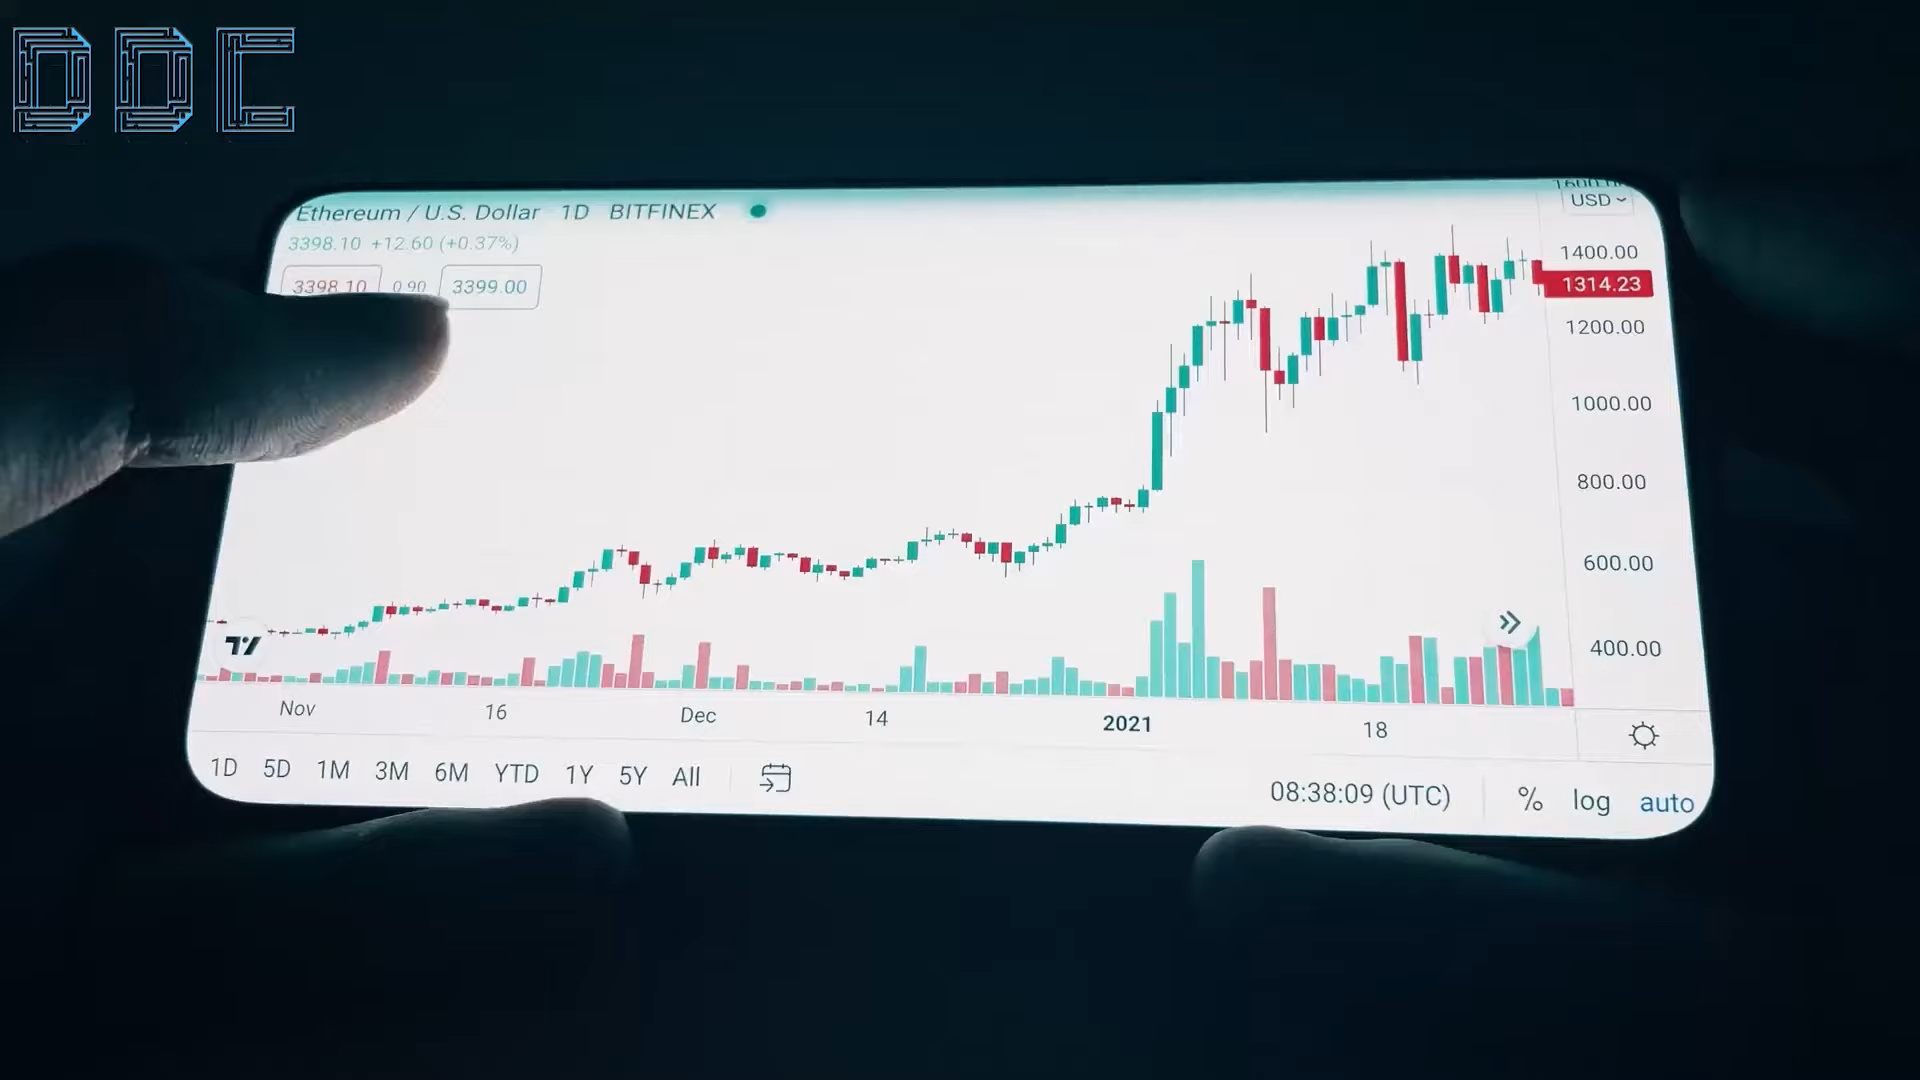 DDC
Ethereum / U.S. Dollar 1D BITFINEX
USD
3398.10 +12.60 (+0.37%)
3398.10 0.90 3399.00
1400.00
1314.23
1200.00
1000.00
800.00
600.00
400.00
Nov 16 Dec 14 2021 18
1D 5D 1M 3M 6M YTD 1Y 5Y All
08:38:09 (UTC) % log auto